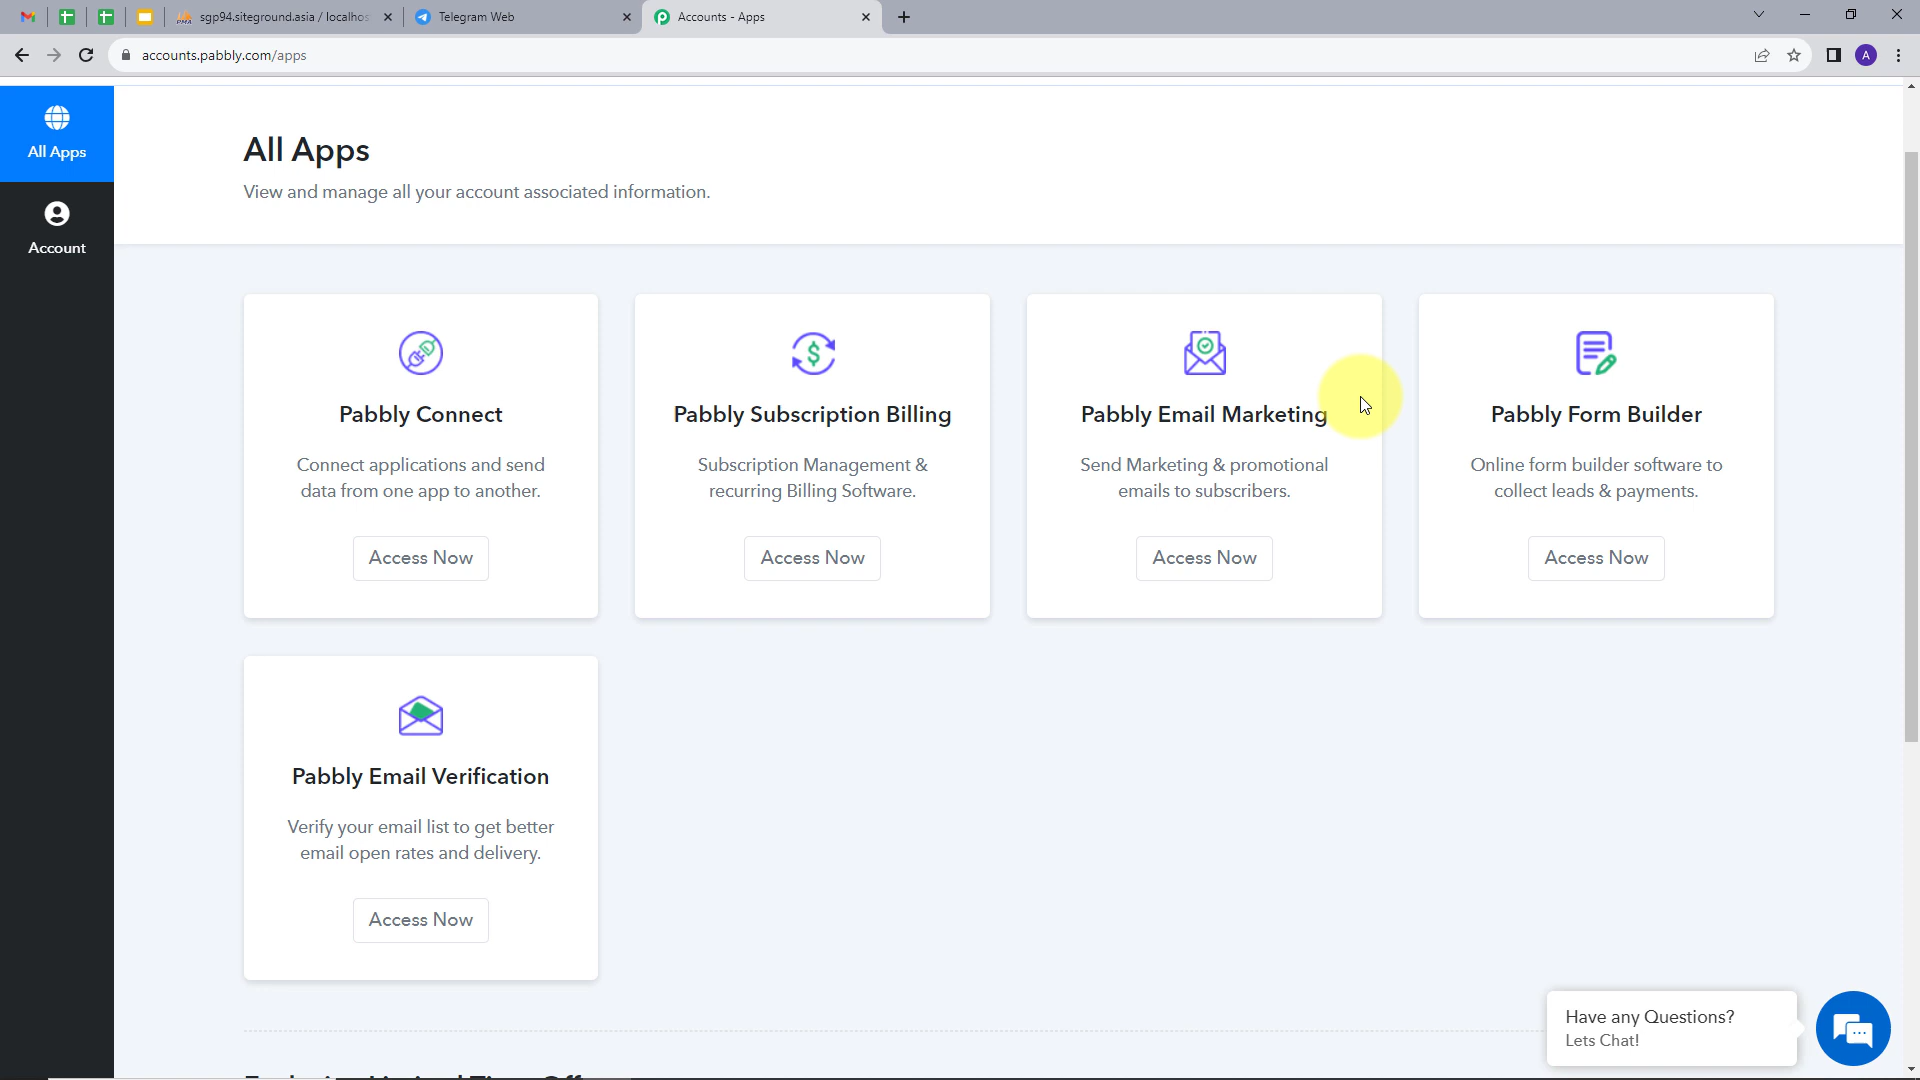 sgp94.siteground.asia / localhos
Telegram Web
Accounts - Apps
accounts.pabbly.com/apps
A
All Apps
Account
All Apps
View and manage all your account associated information.
Pabbly Connect
Connect applications and send
data from one app to another.
Access Now
Pabbly Subscription Billing
Subscription Management &
recurring Billing Software.
Access Now
Pabbly Email Marketing
Send Marketing & promotional
emails to subscribers.
Access Now
Pabbly Form Builder
Online form builder software to
collect leads & payments.
Access Now
Pabbly Email Verification
Verify your email list to get better
email open rates and delivery.
Access Now
Have any Questions?
Lets Chat!